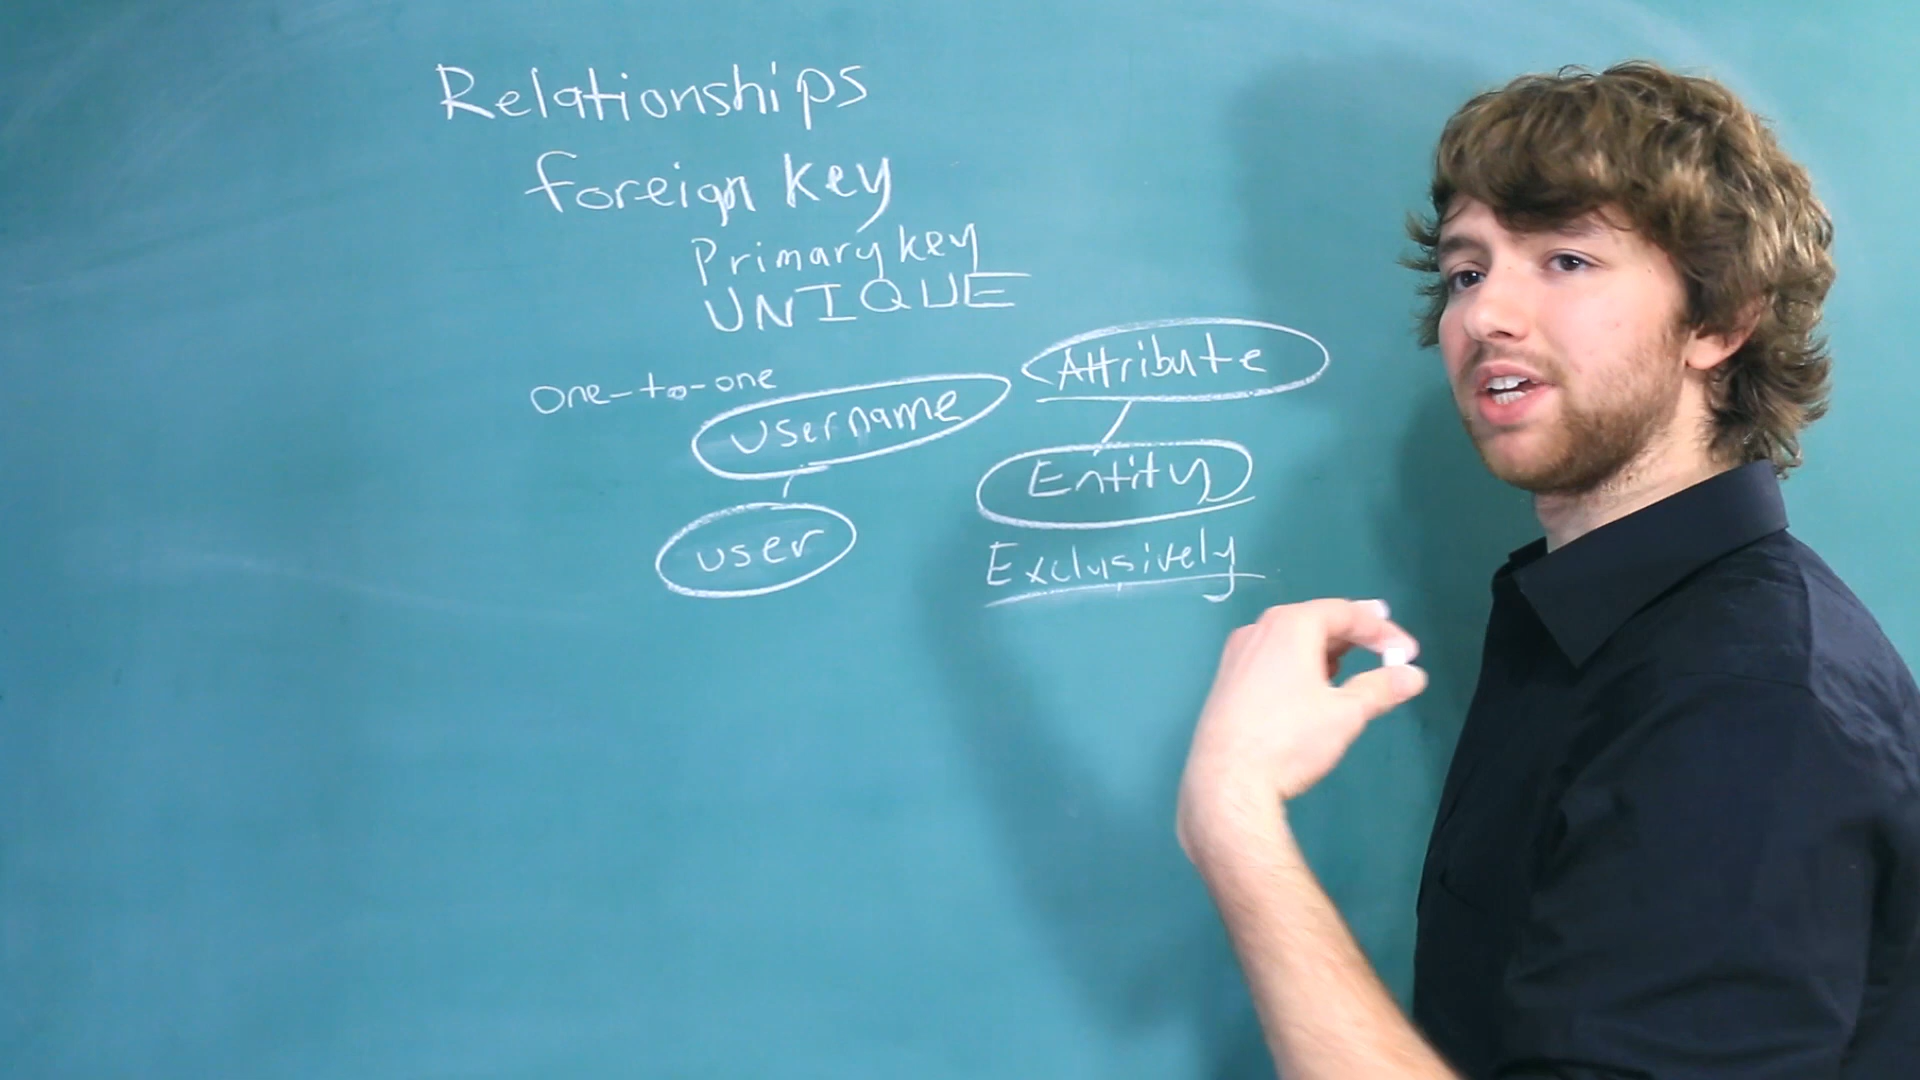 Relationships
foreign key
Primary key
UNIQUE
one-to-one
username
user
Attribute
Entity
Exclusively